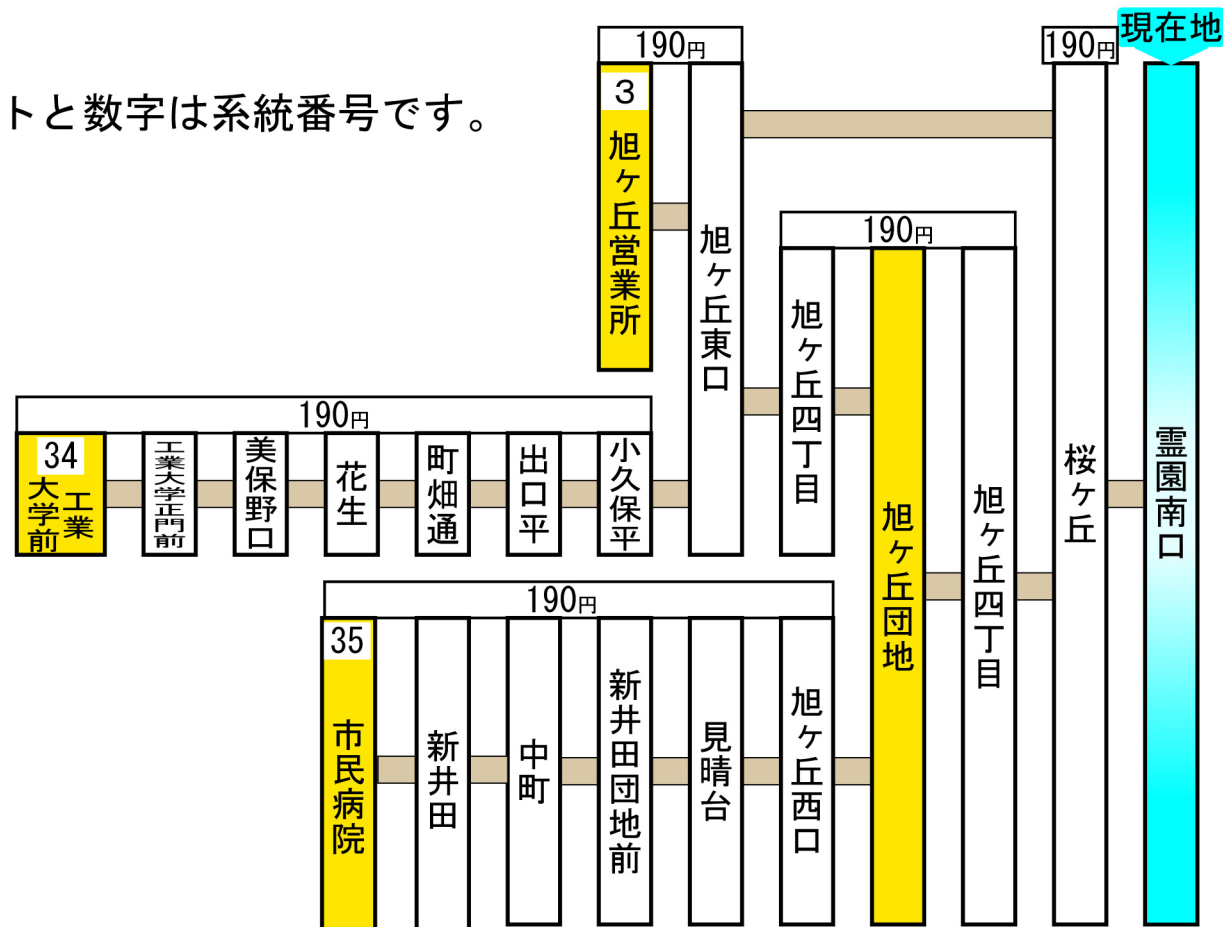 現在地
190円
190円
トと数字は系統番号です。
3
旭ヶ丘営業所
旭ヶ丘東口
190円
旭ヶ丘四丁目
旭ヶ丘団地
旭ヶ丘四丁目
桜ヶ丘
霊園南口
190円
34
工業
大学前
工業大学正門前
美保野口
花生
町畑通
出口平
小久保平
190円
35
市民病院
新井田
中町
新井田団地前
見晴台
旭ヶ丘西口